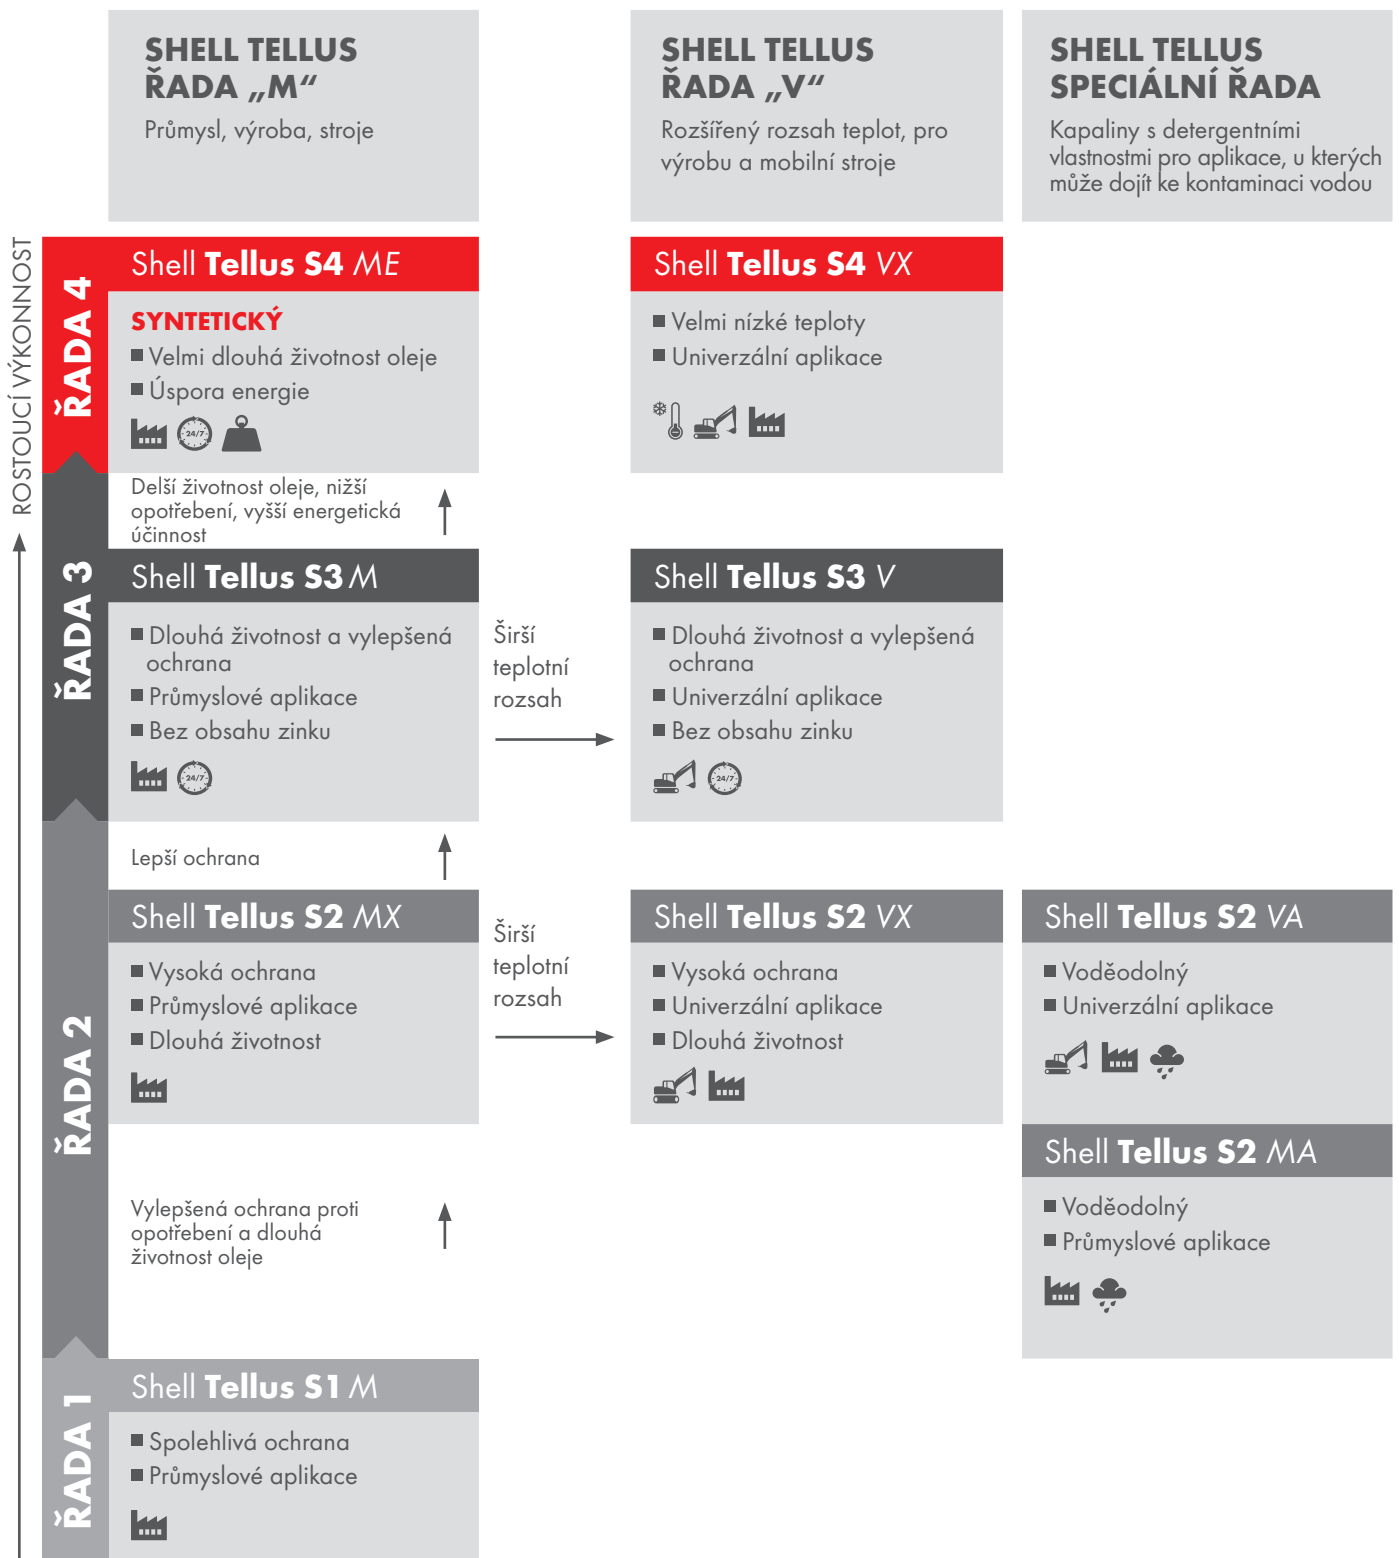 SHELL TELLUS
ŘADA „M“
Průmysl, výroba, stroje
SHELL TELLUS
ŘADA „V“
Rozšířený rozsah teplot, pro
výrobu a mobilní stroje
SHELL TELLUS
SPECIÁLNÍ ŘADA
Kapaliny s detergentními
vlastnostmi pro aplikace, u kterých
může dojít ke kontaminaci vodou
ROSTOUCÍ VÝKONNOST
ŘADA 4
Shell Tellus S4 ME
SYNTETICKÝ
Velmi dlouhá životnost oleje
Úspora energie
24/7
Shell Tellus S4 VX
Velmi nízké teploty
Univerzální aplikace
Delší životnost oleje, nižší
opotřebení, vyšší energetická
účinnost
ŘADA 3
Shell Tellus S3 M
Dlouhá životnost a vylepšená
ochrana
Průmyslové aplikace
Bez obsahu zinku
24/7
Širší
teplotní
rozsah
Shell Tellus S3 V
Dlouhá životnost a vylepšená
ochrana
Univerzální aplikace
Bez obsahu zinku
24/7
Lepší ochrana
ŘADA 2
Shell Tellus S2 MX
Vysoká ochrana
Průmyslové aplikace
Dlouhá životnost
Širší
teplotní
rozsah
Shell Tellus S2 VX
Vysoká ochrana
Univerzální aplikace
Dlouhá životnost
Shell Tellus S2 VA
Voděodolný
Univerzální aplikace
Shell Tellus S2 MA
Voděodolný
Průmyslové aplikace
Vylepšená ochrana proti
opotřebení a dlouhá
životnost oleje
ŘADA 1
Shell Tellus S1 M
Spolehlivá ochrana
Průmyslové aplikace